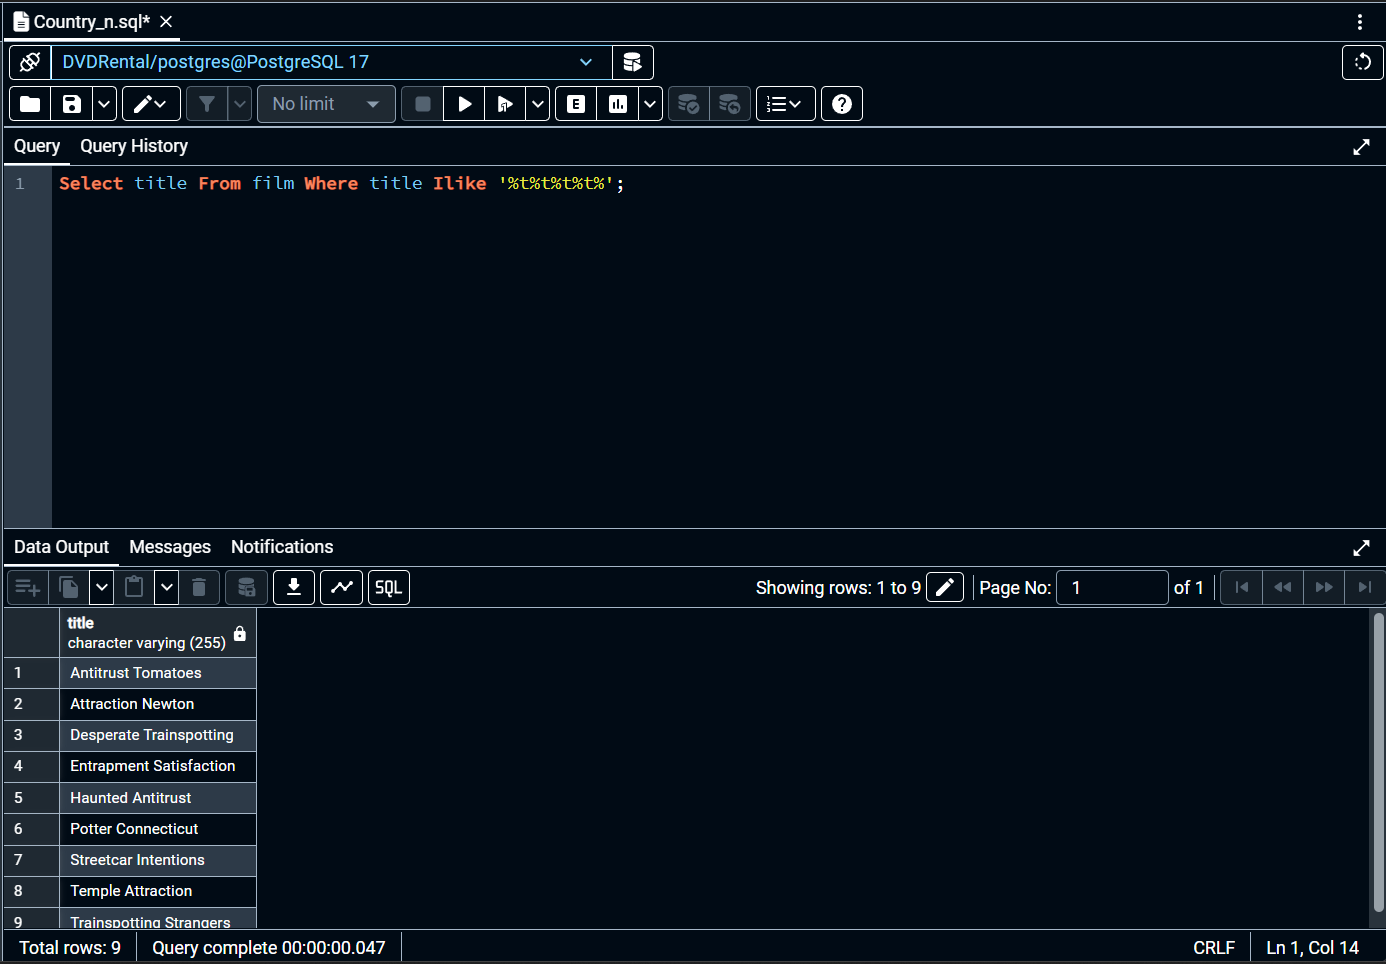 Country_n.sql*
DVDRental/postgres@PostgreSQL 17
No limit
E
Query Query History
1 Select title From film Where title Ilike '%t%t%t%t%';
Data Output Messages Notifications
SQL Showing rows: 1 to 9 Page No: 1 of 1
title
character varying (255)
1 Antitrust Tomatoes
2 Attraction Newton
3 Desperate Trainspotting
4 Entrapment Satisfaction
5 Haunted Antitrust
6 Potter Connecticut
7 Streetcar Intentions
8 Temple Attraction
9 Trainspotting Strangers
Total rows: 9 Query complete 00:00:00.047 CRLF Ln 1, Col 14